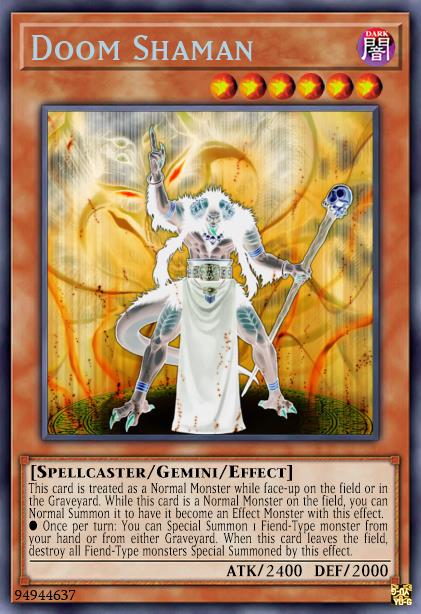 Doom Shaman
DARK
闇
[Spellcaster/Gemini/Effect]
This card is treated as a Normal Monster while face-up on the field or in
the Graveyard. While this card is a Normal Monster on the field, you can
Normal Summon it to have it become an Effect Monster with this effect.
● Once per turn: You can Special Summon 1 Fiend-Type monster from
your hand or from either Graveyard. When this card leaves the field,
destroy all Fiend-Type monsters Special Summoned by this effect.
ATK/2400 DEF/2000
94944637